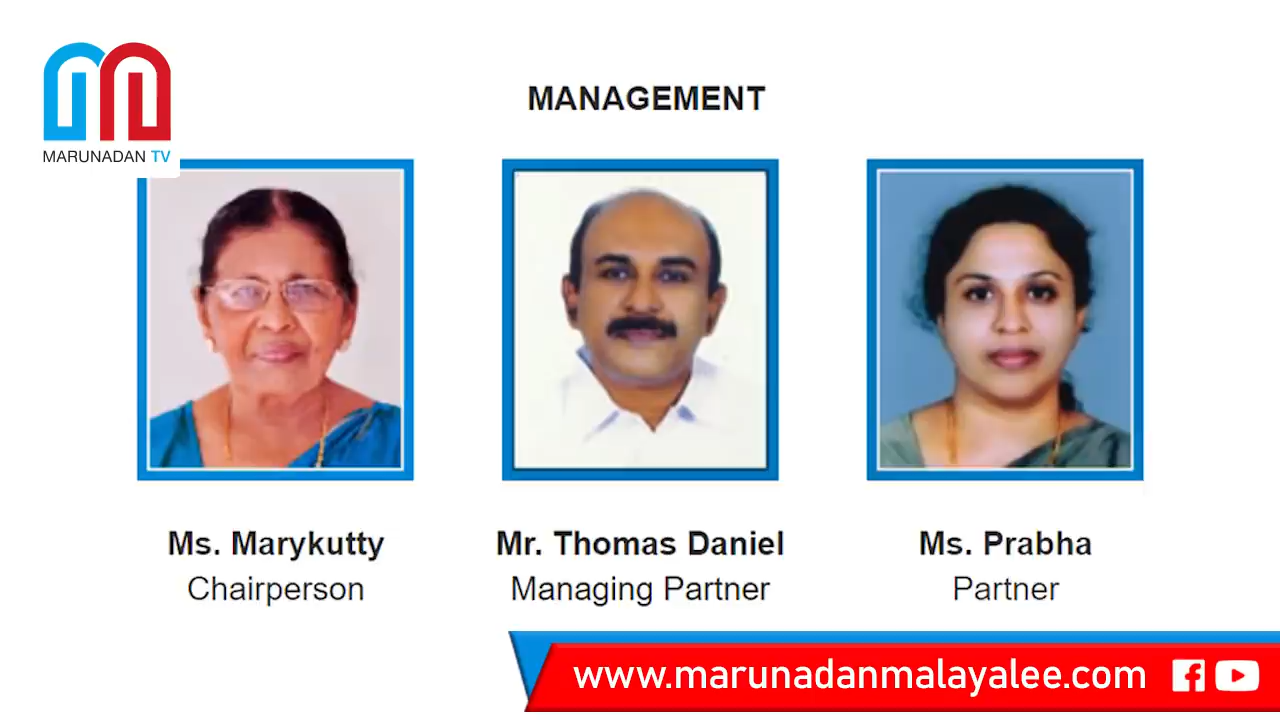 MARUNADAN TV
MANAGEMENT
Ms. Marykutty
Chairperson
Mr. Thomas Daniel
Managing Partner
Ms. Prabha
Partner
www.marunadanmalayalee.com